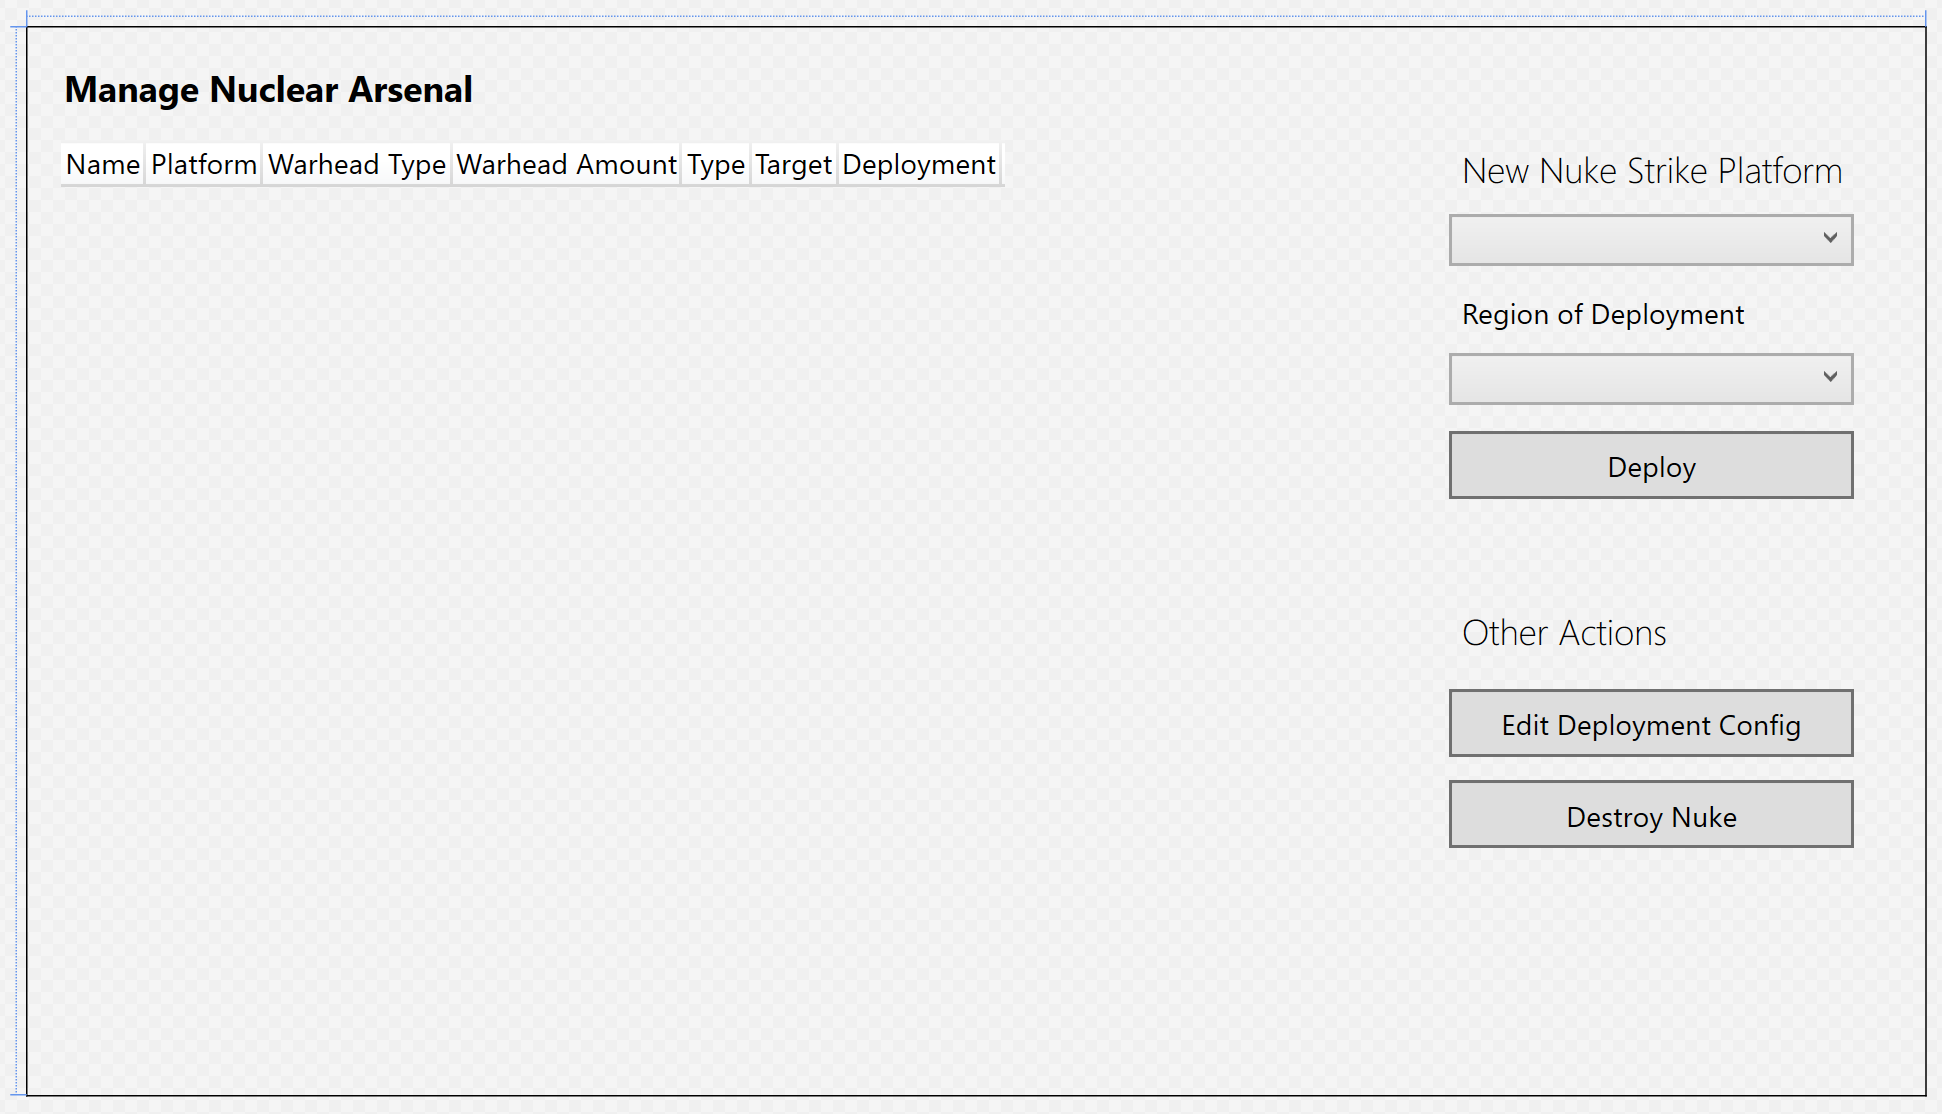 Manage Nuclear Arsenal
Name Platform Warhead Type Warhead Amount Type Target Deployment
New Nuke Strike Platform
Region of Deployment
Deploy
Other Actions
Edit Deployment Config
Destroy Nuke